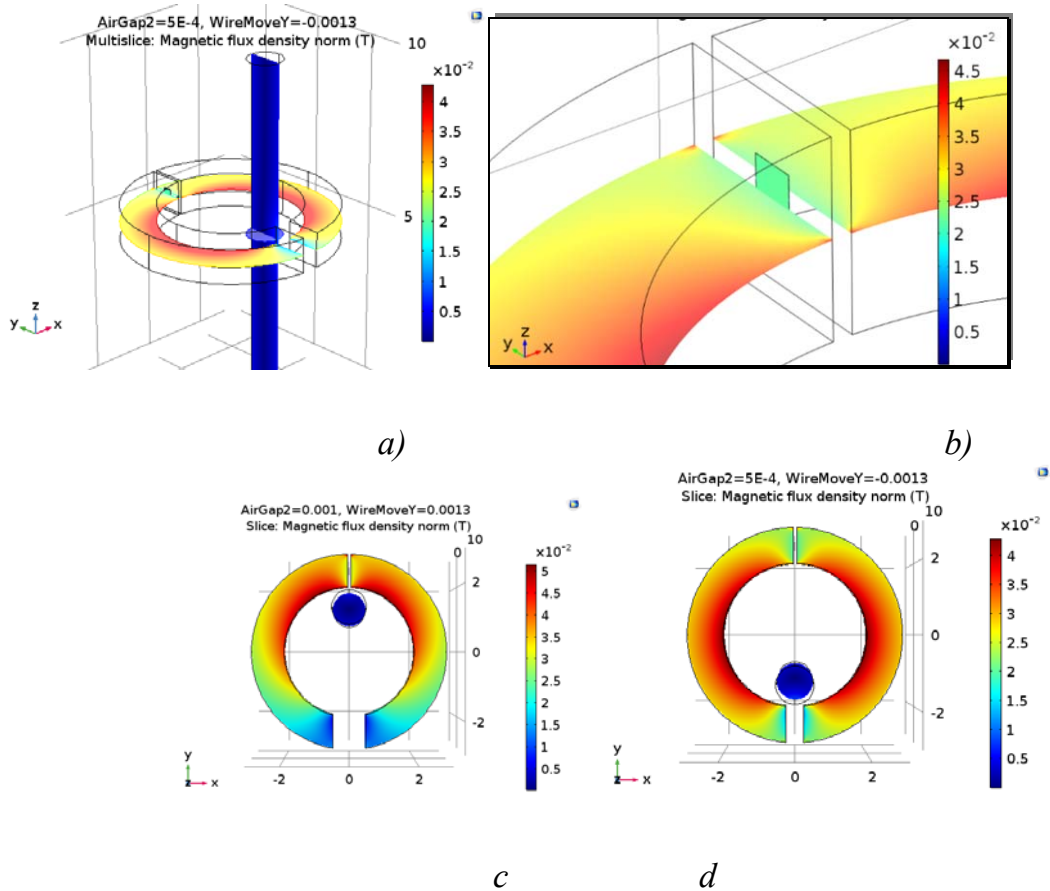 AirGap2=5E-4, WireMoveY=-0.0013
Multislice: Magnetic flux density norm (T)
10
×10⁻²
4
3.5
3
2.5
2
1.5
1
0.5
5
z
y
x
×10⁻²
4.5
4
3.5
3
2.5
2
1.5
1
0.5
z
y
x
a)
b)
AirGap2=0.001, WireMoveY=0.0013
Slice: Magnetic flux density norm (T)
10
0
2
0
-2
-2
0
2
×10⁻²
5
4.5
4
3.5
3
2.5
2
1.5
1
0.5
y
z
x
AirGap2=5E-4, WireMoveY=-0.0013
Slice: Magnetic flux density norm (T)
10
0
2
0
-2
-2
0
2
×10⁻²
4
3.5
3
2.5
2
1.5
1
0.5
y
z
x
c
d